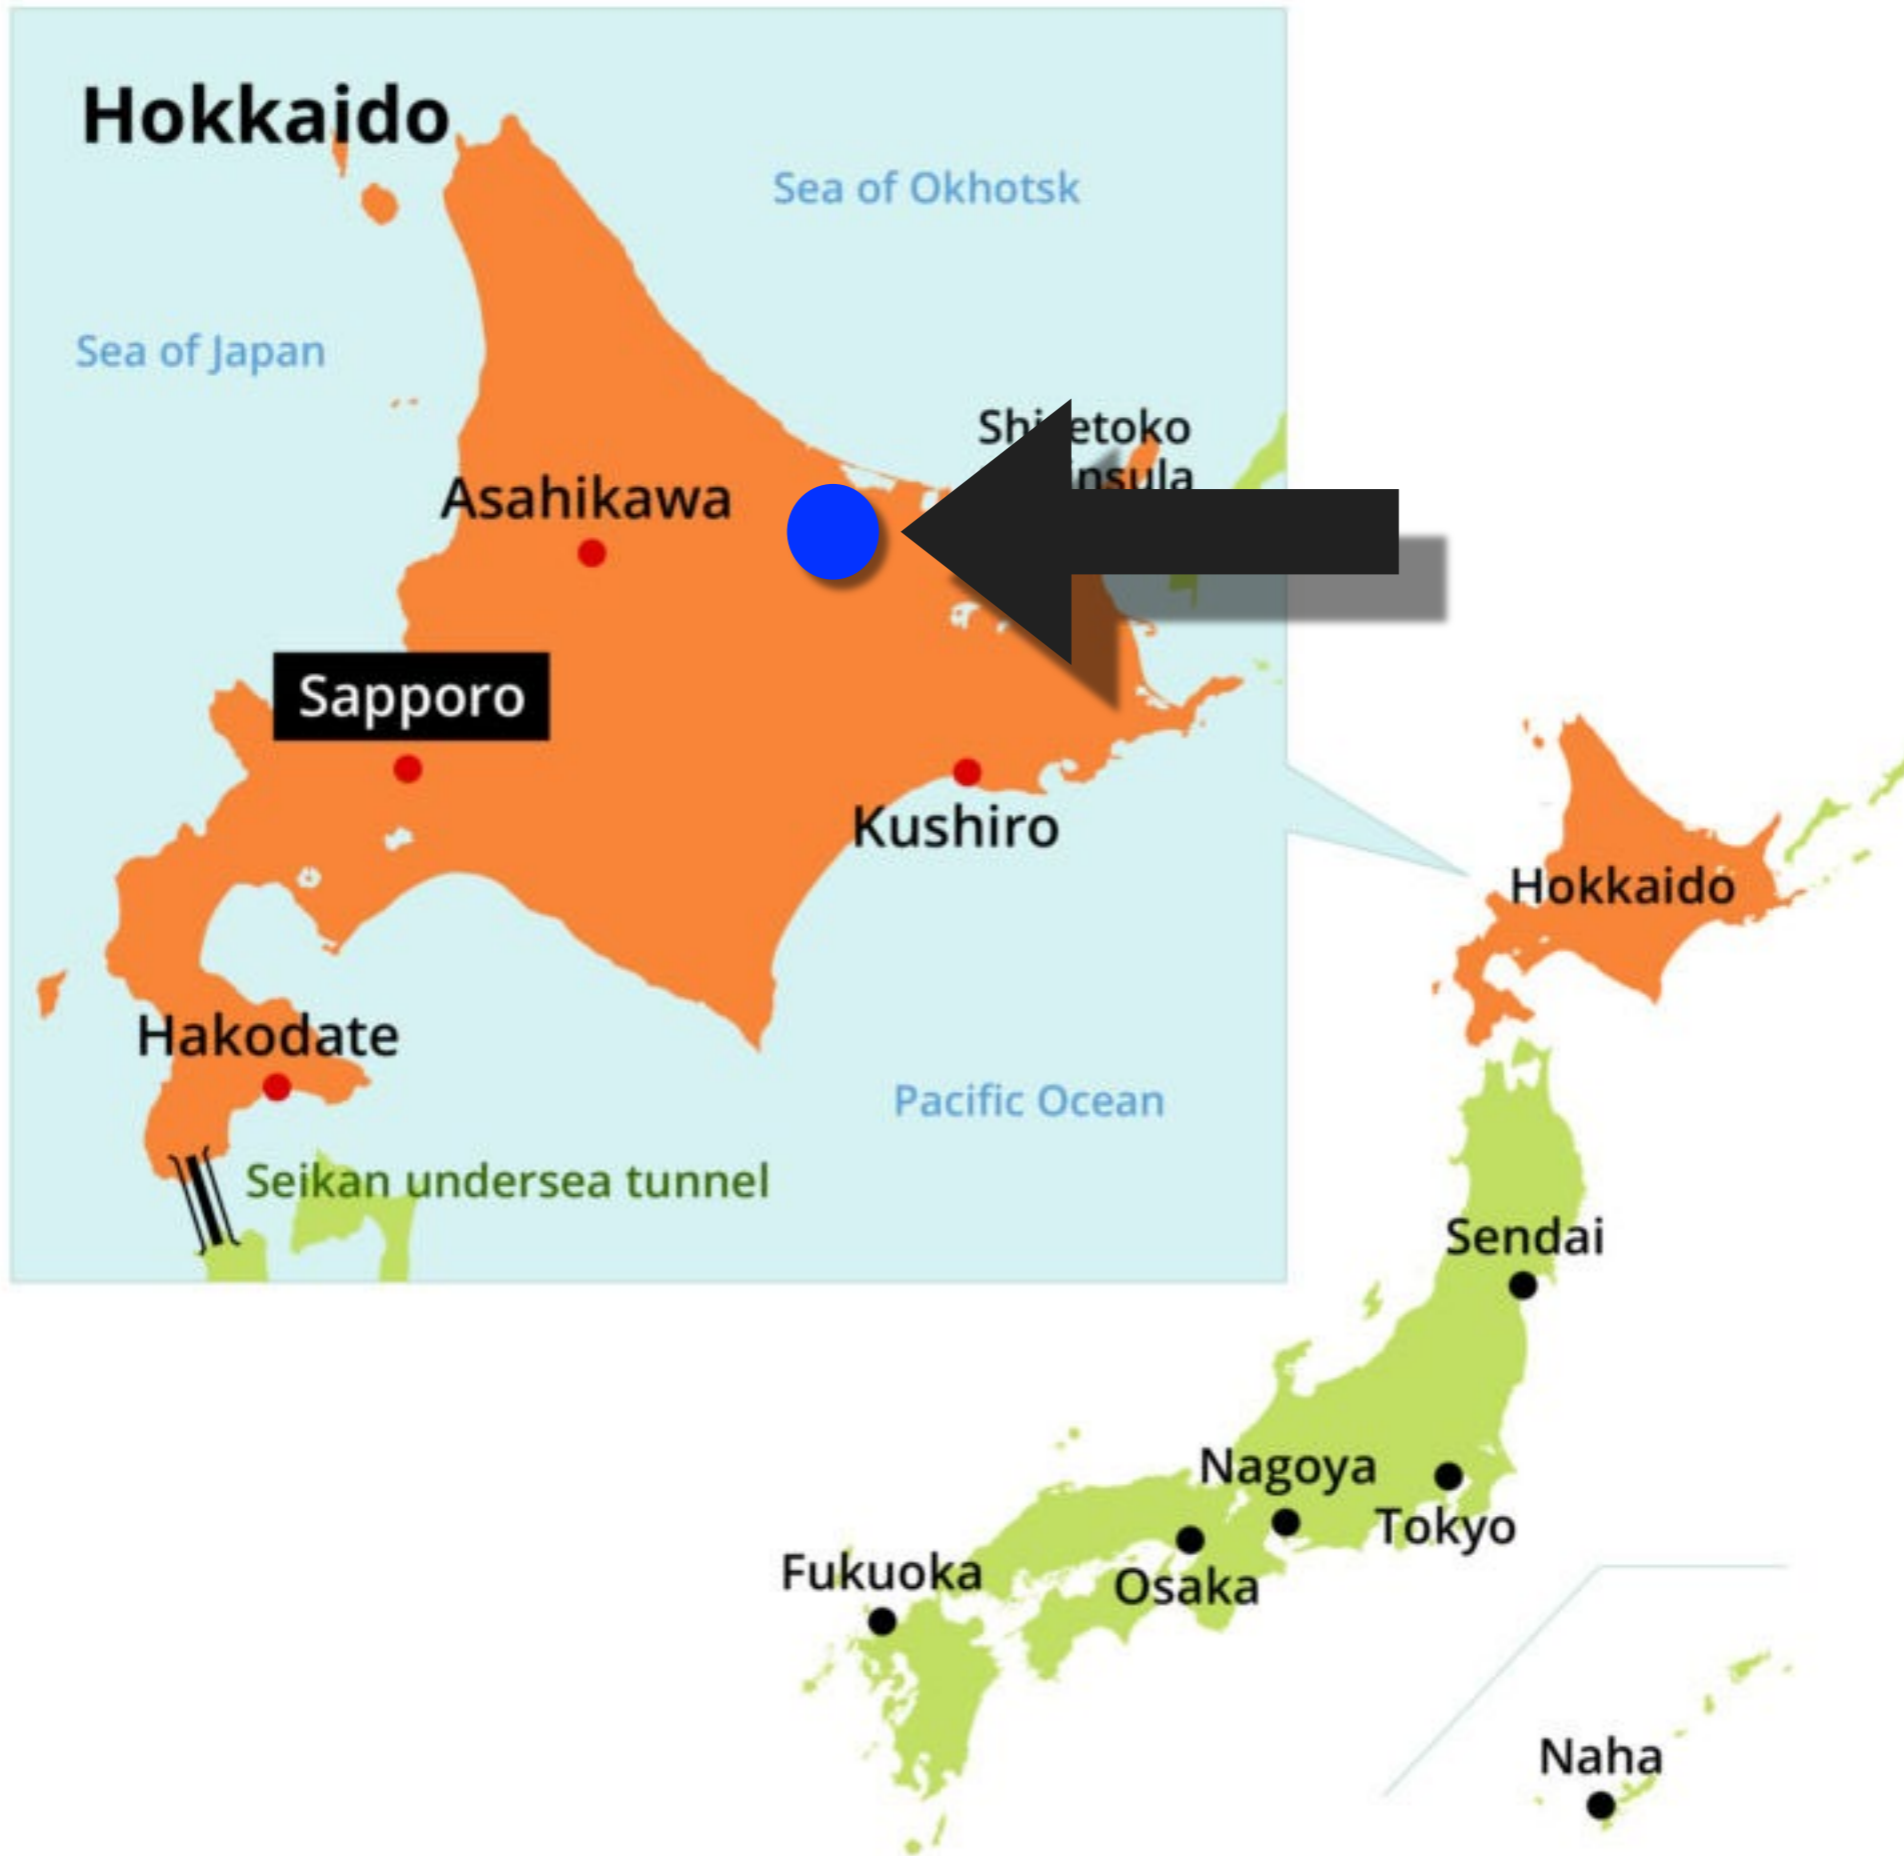 Hokkaido
Sea of Okhotsk
Sea of Japan
Asahikawa
Sapporo
Kushiro
Hokkaido
Hakodate
Pacific Ocean
Seikan undersea tunnel
Sendai
Nagoya
Tokyo
Fukuoka
Osaka
Naha